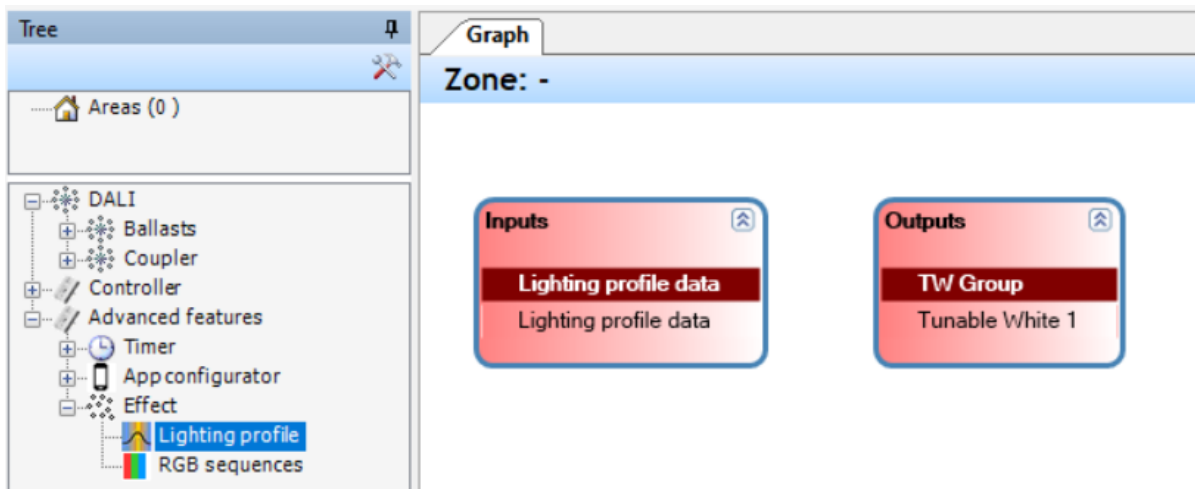 Tree
Areas (0 )
DALI
Ballasts
Coupler
Controller
Advanced features
Timer
App configurator
Effect
Lighting profile
RGB sequences
Graph
Zone: -
Inputs
Lighting profile data
Lighting profile data
Outputs
TW Group
Tunable White 1